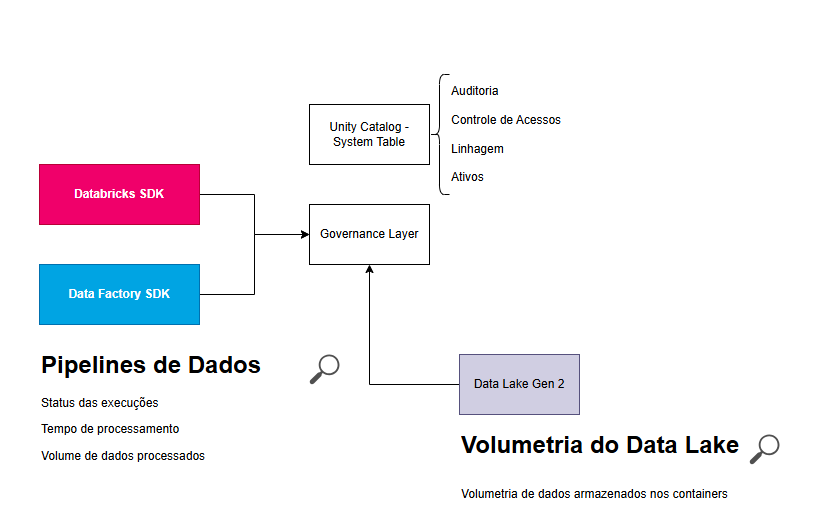 Auditoria
Unity Catalog -
System Table
Controle de Acessos
Linhagem
Ativos
Databricks SDK
Governance Layer
Data Factory SDK
Pipelines de Dados
Status das execuções
Tempo de processamento
Volume de dados processados
Data Lake Gen 2
Volumetria do Data Lake
Volumetria de dados armazenados nos containers